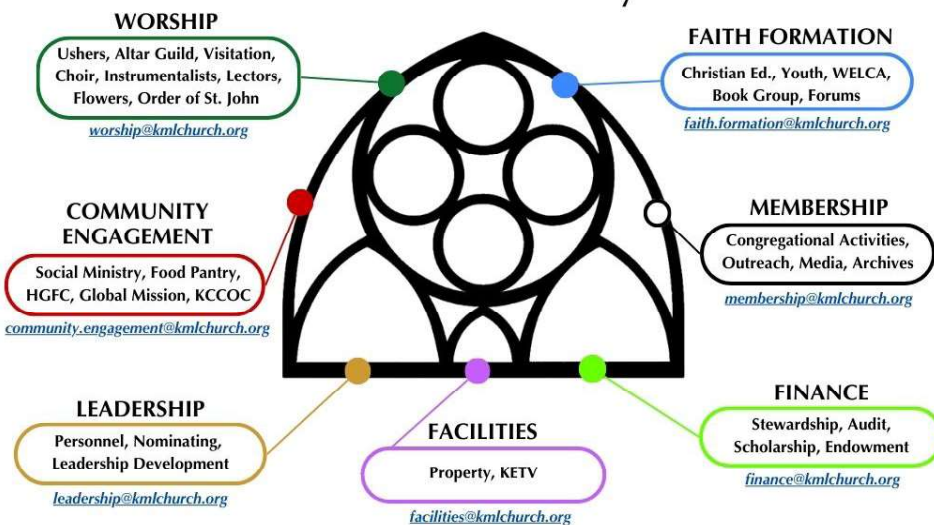 WORSHIP
Ushers, Altar Guild, Visitation,
Choir, Instrumentalists, Lectors,
Flowers, Order of St. John
worship@kmlchurch.org
FAITH FORMATION
Christian Ed., Youth, WELCA,
Book Group, Forums
faith.formation@kmlchurch.org
COMMUNITY
ENGAGEMENT
Social Ministry, Food Pantry,
HGFC, Global Mission, KCCOC
community.engagement@kmlchurch.org
MEMBERSHIP
Congregational Activities,
Outreach, Media, Archives
membership@kmlchurch.org
LEADERSHIP
Personnel, Nominating,
Leadership Development
leadership@kmlchurch.org
FACILITIES
Property, KETV
facilities@kmlchurch.org
FINANCE
Stewardship, Audit,
Scholarship, Endowment
finance@kmlchurch.org